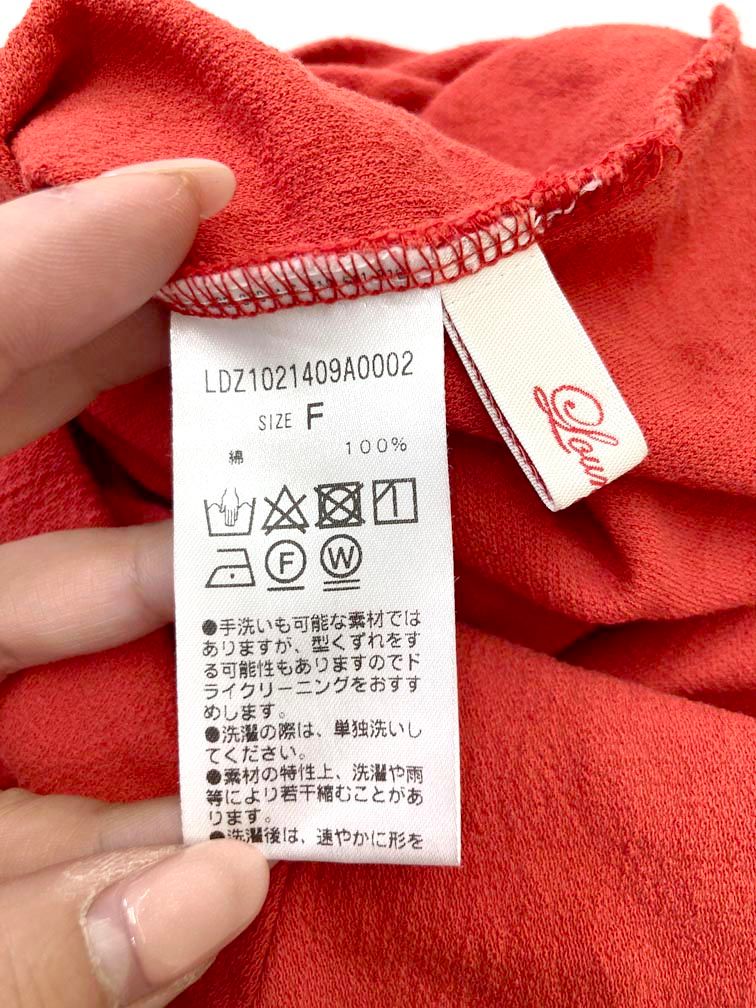 LDZ1021409A0002
SIZE F
綿 100%
F W
●手洗いも可能な素材では
ありますが、型くずれをす
る可能性もありますのでド
ライクリーニングをおすす
めします。
●洗濯の際は、単独洗いし
てください。
●素材の特性上、洗濯や雨
等により若干縮むことがあ
ります。
●洗濯後は、速やかに形を